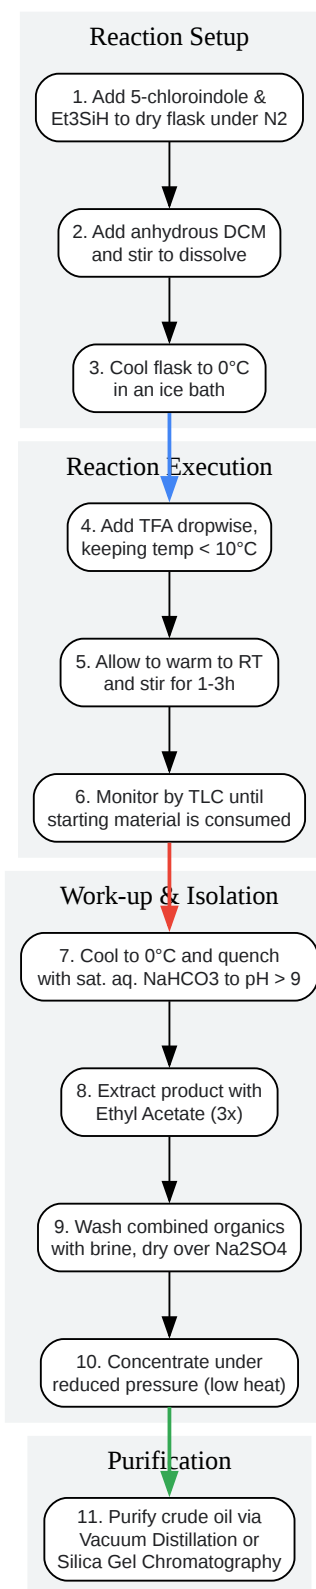 Reaction Setup
1. Add 5-chloroindole &
Et3SiH to dry flask under N2
2. Add anhydrous DCM
and stir to dissolve
3. Cool flask to 0°C
in an ice bath
Reaction Execution
4. Add TFA dropwise,
keeping temp < 10°C
5. Allow to warm to RT
and stir for 1-3h
6. Monitor by TLC until
starting material is consumed
Work-up & Isolation
7. Cool to 0°C and quench
with sat. aq. NaHCO3 to pH > 9
8. Extract product with
Ethyl Acetate (3x)
9. Wash combined organics
with brine, dry over Na2SO4
10. Concentrate under
reduced pressure (low heat)
Purification
11. Purify crude oil via
Vacuum Distillation or
Silica Gel Chromatography